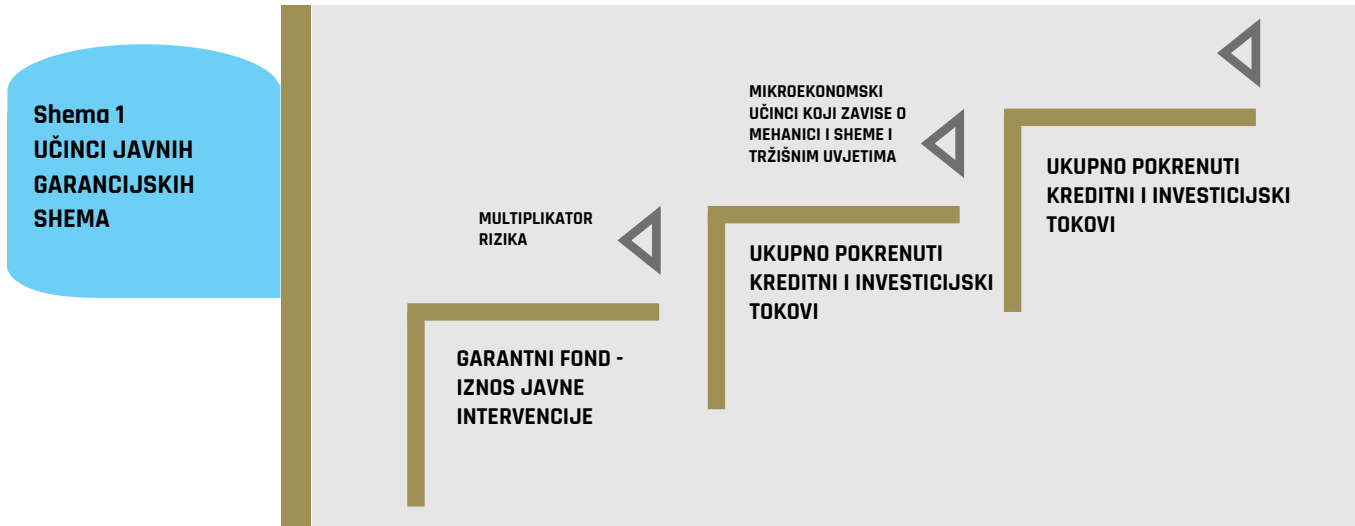 Shema 1
UČINCI JAVNIH
GARANCIJSKIH
SHEMA
MULTIPLIKATOR
RIZIKA
GARANTNI FOND -
IZNOS JAVNE
INTERVENCIJE
MIKROEKONOMSKI
UČINCI KOJI ZAVISE O
MEHANICI I SHEME I
TRŽIŠNIM UVJETIMA
UKUPNO POKRENUTI
KREDITNI I INVESTICIJSKI
TOKOVI
UKUPNO POKRENUTI
KREDITNI I INVESTICIJSKI
TOKOVI